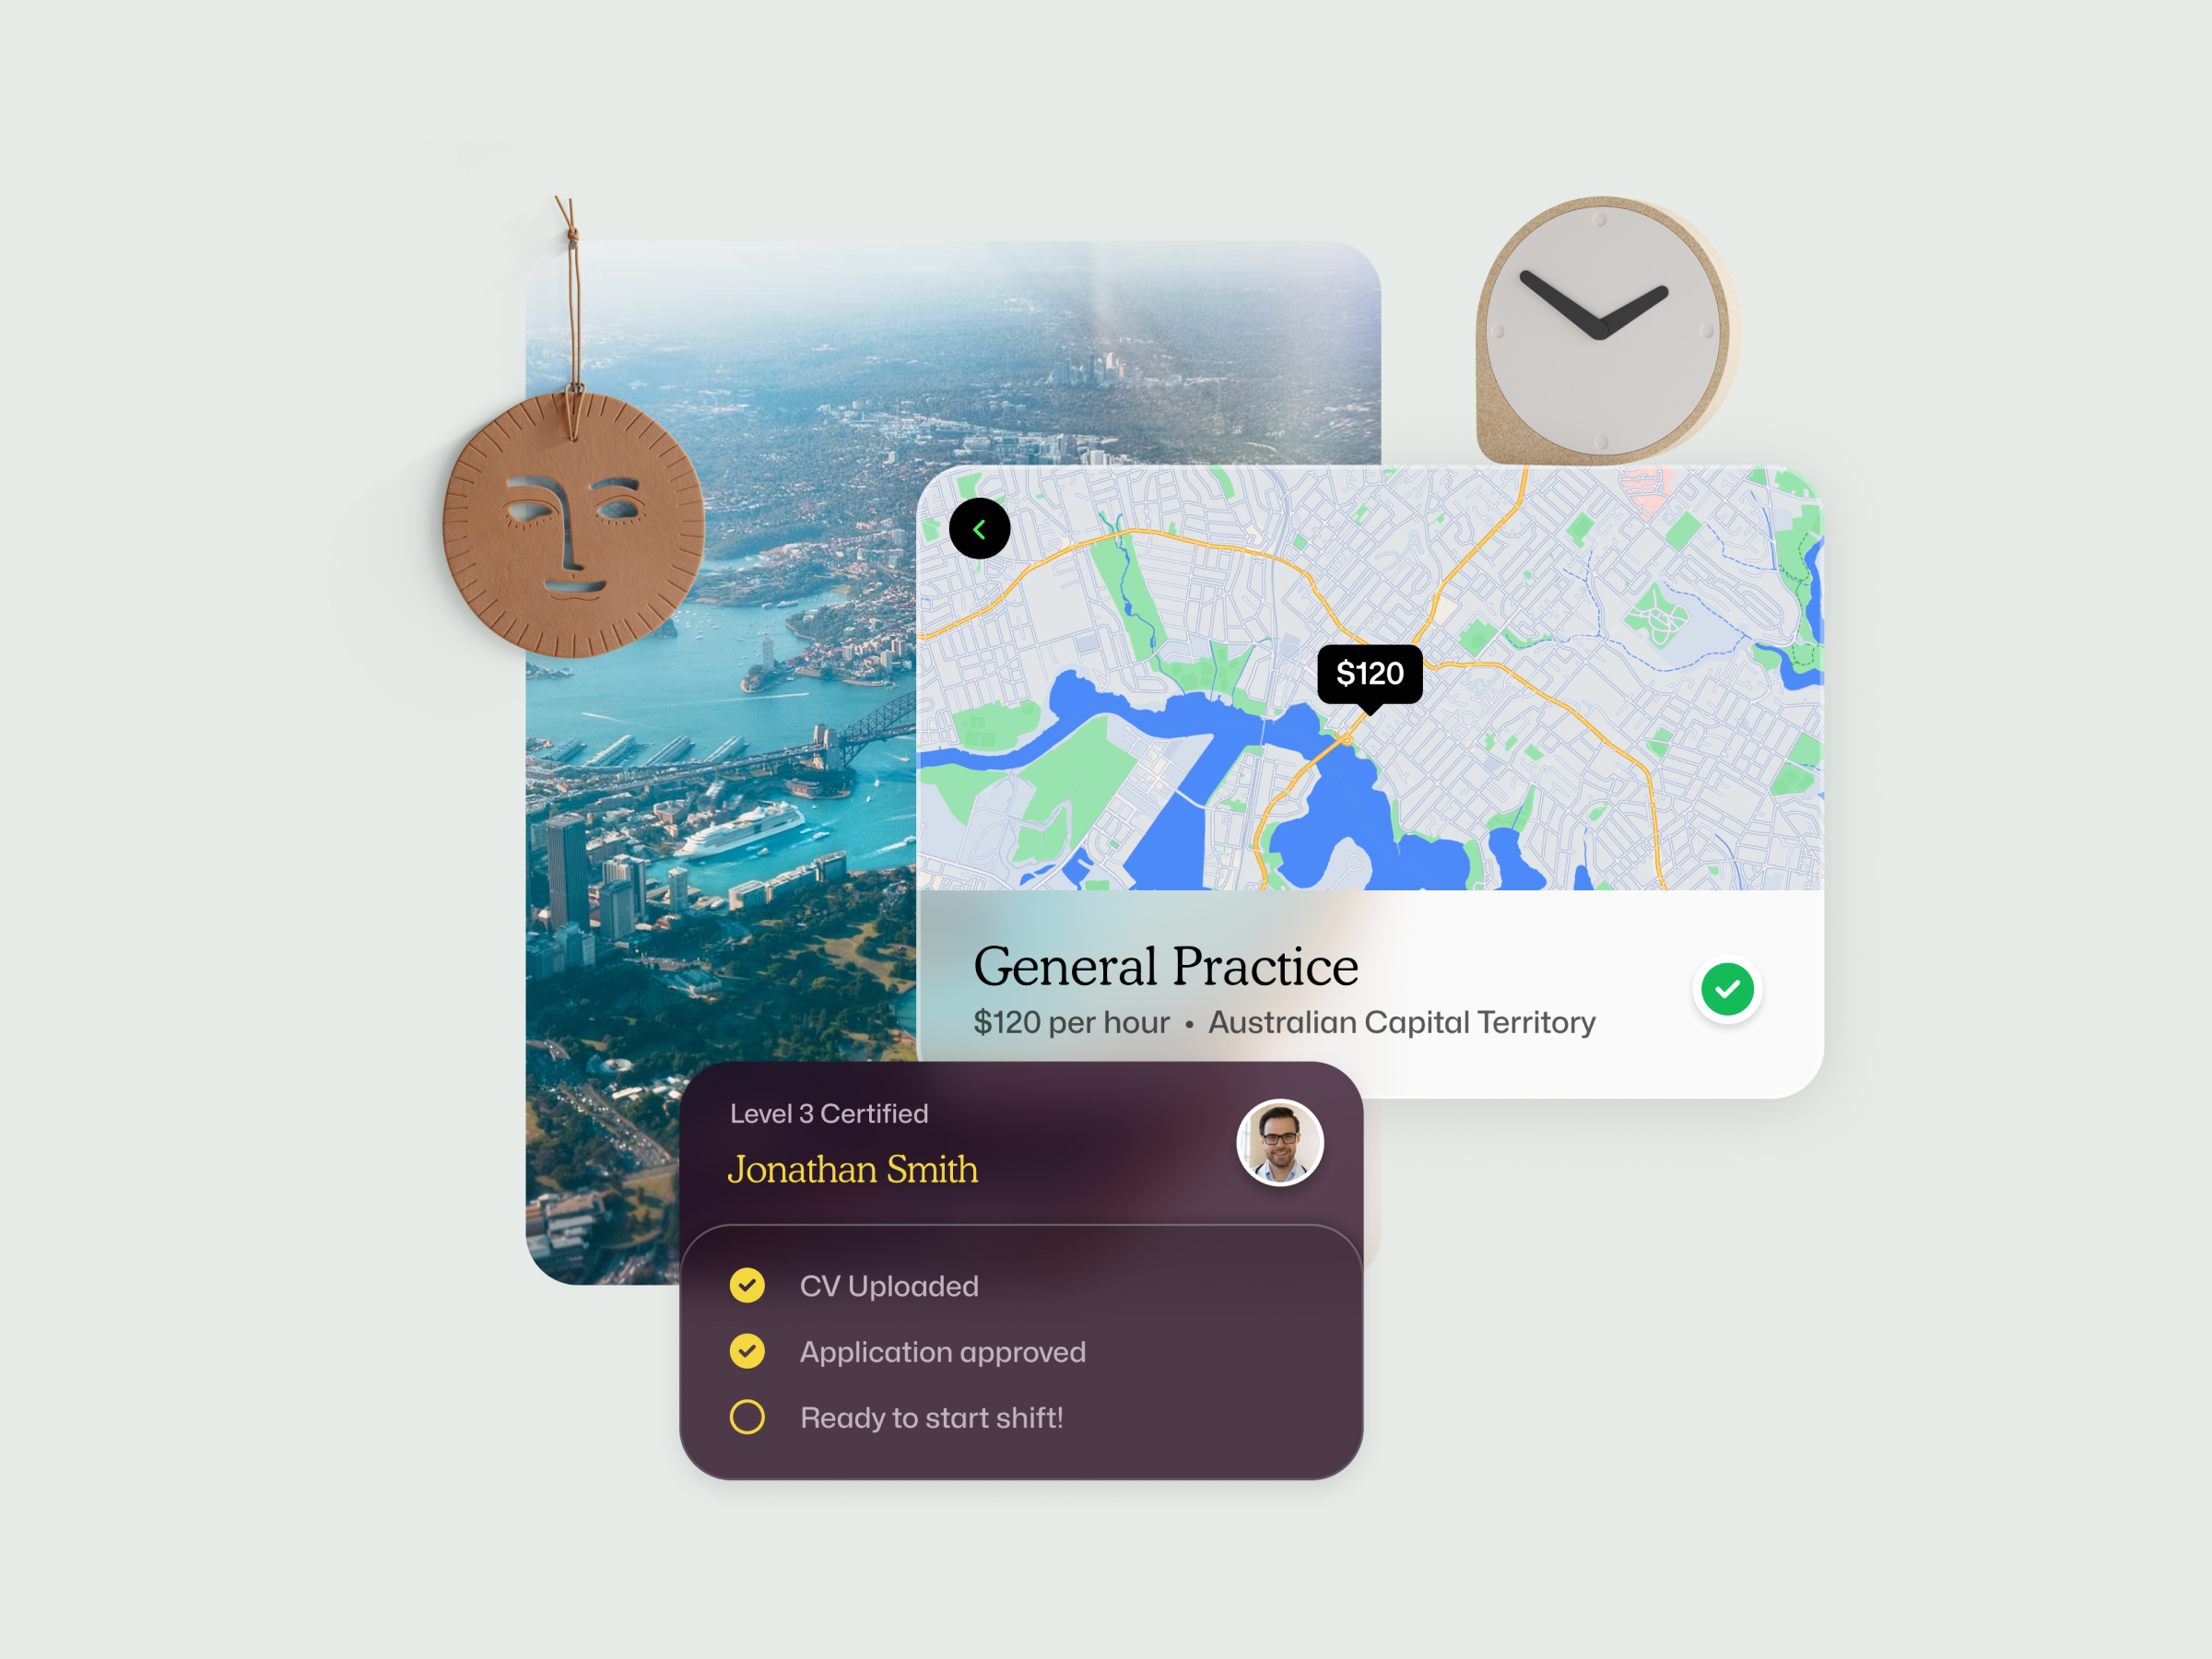 $120
General Practice
$120 per hour • Australian Capital Territory
Level 3 Certified
Jonathan Smith
CV Uploaded
Application approved
Ready to start shift!